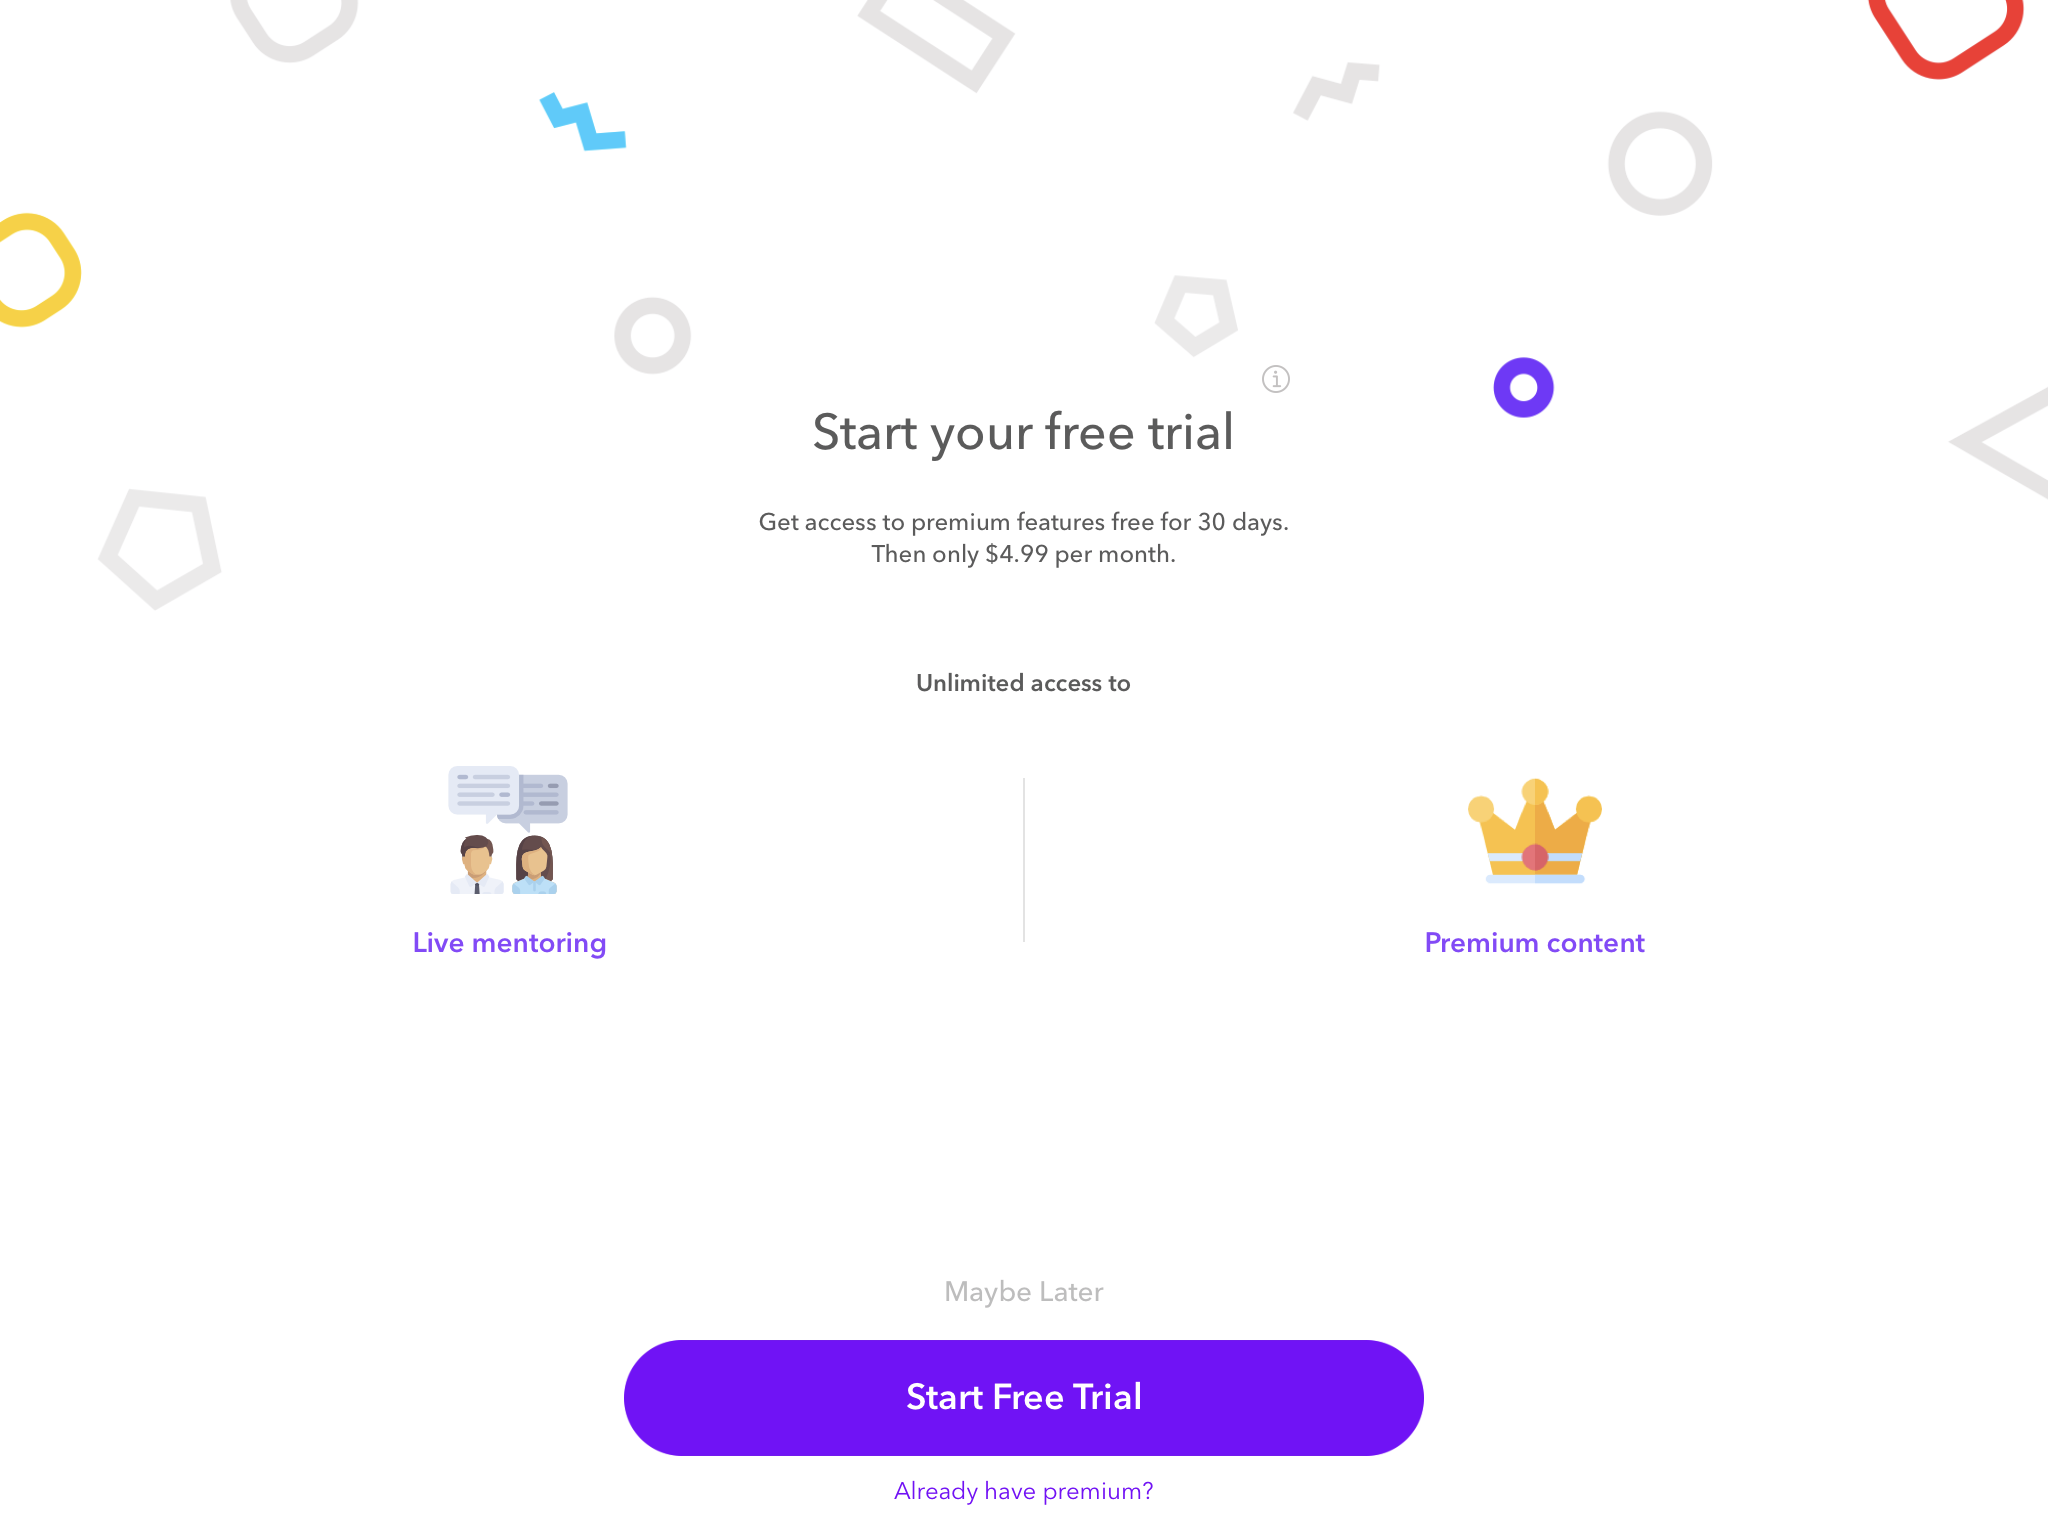 Start your free trial
Get access to premium features free for 30 days.
Then only $4.99 per month.
Unlimited access to
Live mentoring
Premium content
Maybe Later
Start Free Trial
Already have premium?